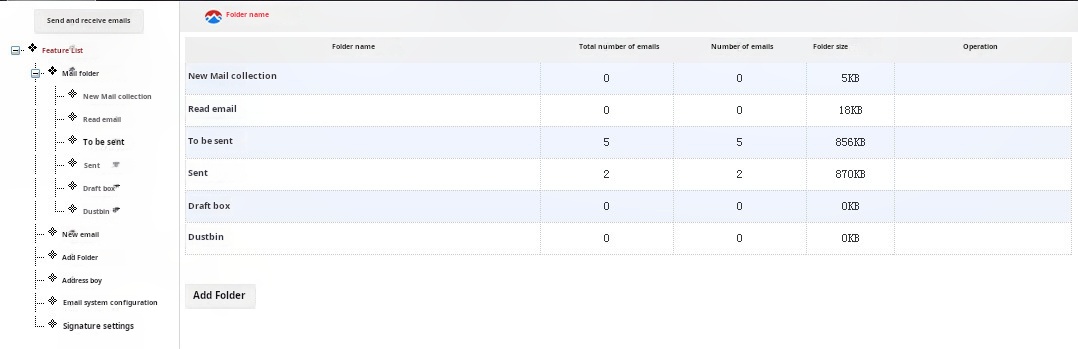 Send and receive emails
Feature List
Mail folder
New Mail collection
Read email
To be sent
Sent
Draft box
Dustbin
New email
Add Folder
Address boy
Email system configuration
Signature settings
Folder name
Folder name Total number of emails Number of emails Folder size Operation
New Mail collection 0 0 5KB
Read email 0 0 18KB
To be sent 5 5 856KB
Sent 2 2 870KB
Draft box 0 0 0KB
Dustbin 0 0 0KB
Add Folder